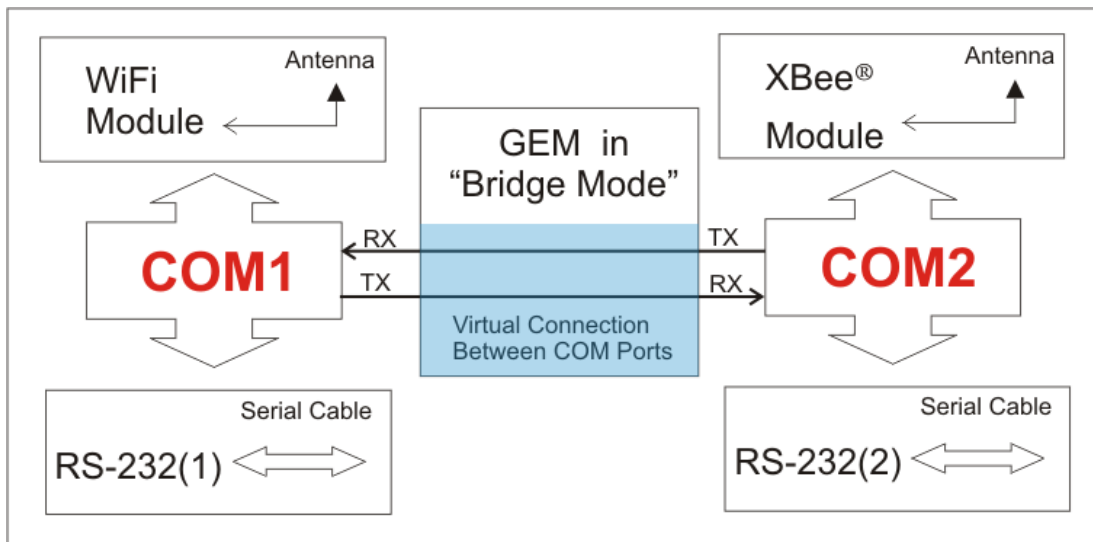 WiFi
Module
Antenna
XBee®
Module
Antenna
GEM in
“Bridge Mode”
RX
TX
COM1
COM2
TX
RX
Virtual Connection
Between COM Ports
Serial Cable
RS-232(1)
Serial Cable
RS-232(2)